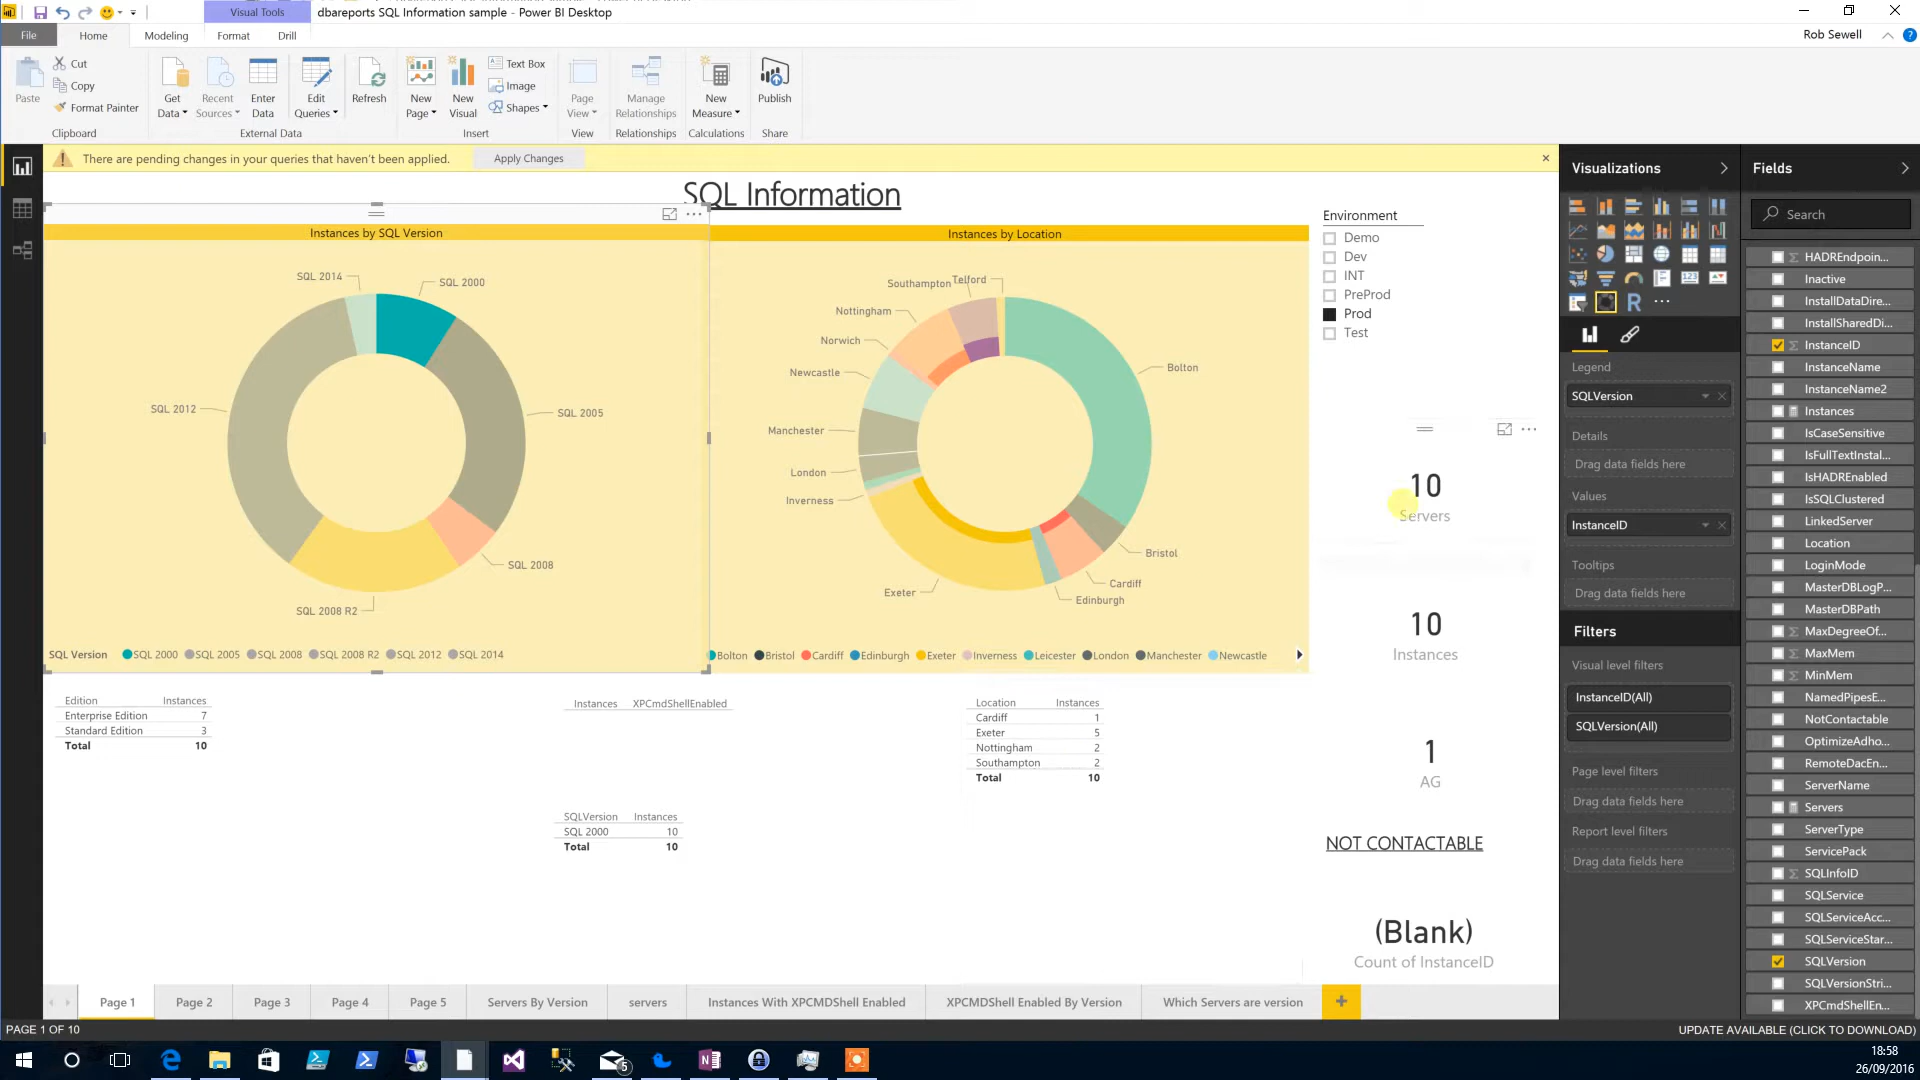 Visual Tools
dbareports SQL Information sample - Power BI Desktop
File
Home
Modeling
Format
Drill
Rob Sewell
Paste
Cut
Copy
Format Painter
Clipboard
Get Data
Recent Sources
Enter Data
Edit Queries
Refresh
External Data
New Page
New Visual
Text Box
Image
Shapes
Insert
Page View
View
Manage Relationships
Relationships
New Measure
Calculations
Publish
Share
There are pending changes in your queries that haven't been applied.
Apply Changes
SQL Information
Instances by SQL Version
SQL 2014
SQL 2000
SQL 2012
SQL 2005
SQL 2008
SQL 2008 R2
SQL Version SQL 2000 SQL 2005 SQL 2008 SQL 2008 R2 SQL 2012 SQL 2014
Instances by Location
Southampton
Telford
Nottingham
Norwich
Newcastle
Bolton
Manchester
London
Inverness
Bristol
Cardiff
Exeter
Edinburgh
Bolton Bristol Cardiff Edinburgh Exeter Inverness Leicester London Manchester Newcastle
Environment
Demo
Dev
INT
PreProd
Prod
Test
10
Servers
10
Instances
1
AG
NOT CONTACTABLE
(Blank)
Count of InstanceID
Edition Instances
Enterprise Edition 7
Standard Edition 3
Total 10
Instances XPCmdShellEnabled
SQLVersion Instances
SQL 2000 10
Total 10
Location Instances
Cardiff 1
Exeter 5
Nottingham 2
Southampton 2
Total 10
Visualizations
R
Legend
SQLVersion
Details
Drag data fields here
Values
InstanceID
Tooltips
Drag data fields here
Filters
Visual level filters
InstanceID(All)
SQLVersion(All)
Page level filters
Drag data fields here
Report level filters
Drag data fields here
Fields
Search
HADREndpoin...
Inactive
InstallDataDire...
InstallSharedDi...
InstanceID
InstanceName
InstanceName2
Instances
IsCaseSensitive
IsFullTextInstal...
IsHADREnabled
IsSQLClustered
LinkedServer
Location
LoginMode
MasterDBLogP...
MasterDBPath
MaxDegreeOf...
MaxMem
MinMem
NamedPipesE...
NotContactable
OptimizeAdho...
RemoteDacEn...
ServerName
Servers
ServerType
ServicePack
SQLInfoID
SQLService
SQLServiceAcc...
SQLServiceStar...
SQLVersion
SQLVersionStri...
XPCmdShellEn...
Page 1
Page 2
Page 3
Page 4
Page 5
Servers By Version
servers
Instances With XPCMDShell Enabled
XPCMDShell Enabled By Version
Which Servers are version
PAGE 1 OF 10
UPDATE AVAILABLE (CLICK TO DOWNLOAD)
5
18:58
26/09/2016